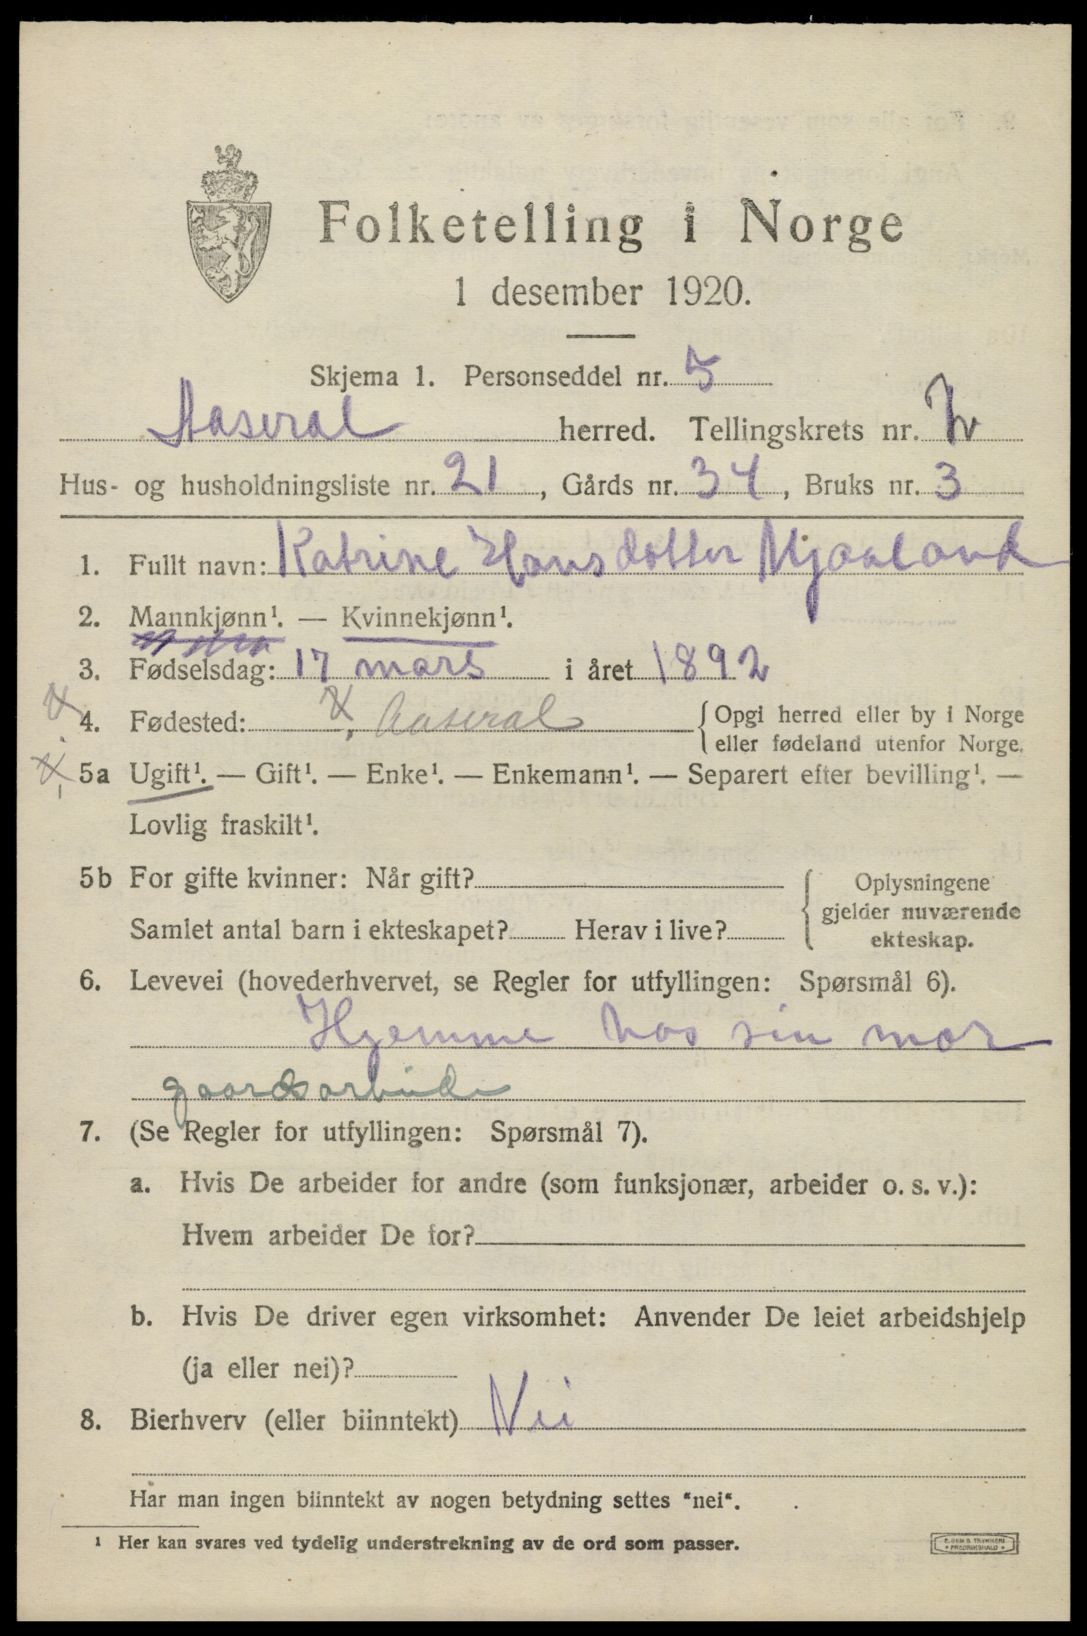 Folketelling i Norge
1 desember 1920.
Skjema 1. Personseddel nr. 5
Aaseral herred. Tellingskrets nr.
Hus- og husholdningsliste nr. 21, Gårds nr. 34, Bruks nr. 3
1. Fullt navn: Katrine Hansdotter Mjaaland
2. Mannkjønn¹. — Kvinnekjønn¹.
3. Fødselsdag: 17 mars i året 1892
4. Fødested: Aaseral {Opgi herred eller by i Norge
eller fødeland utenfor Norge.
5a Ugift¹. — Gift¹. — Enke¹. — Enkemann¹. — Separert efter bevilling¹. —
Lovlig fraskilt¹.
5b For gifte kvinner: Når gift? {Oplysningene
gjelder nuværende
Samlet antal barn i ekteskapet? Herav i live?
ekteskap.
6. Levevei (hovederhvervet, se Regler for utfyllingen: Spørsmål 6).
Hjemme hos sin mor
gaardsarbeide
7. (Se Regler for utfyllingen: Spørsmål 7).
a. Hvis De arbeider for andre (som funksjonær, arbeider o. s. v.):
Hvem arbeider De for?
b. Hvis De driver egen virksomhet: Anvender De leiet arbeidshjelp
(ja eller nei)?
8. Bierhverv (eller biinntekt) Nei
Har man ingen biinntekt av nogen betydning settes "nei".
¹ Her kan svares ved tydelig understrekning av de ord som passer.